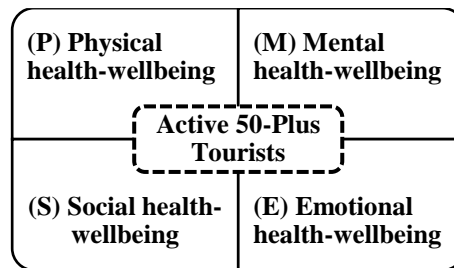 (P) Physical
health-wellbeing
(M) Mental
health-wellbeing
Active 50-Plus
Tourists
(S) Social health-
wellbeing
(E) Emotional
health-wellbeing